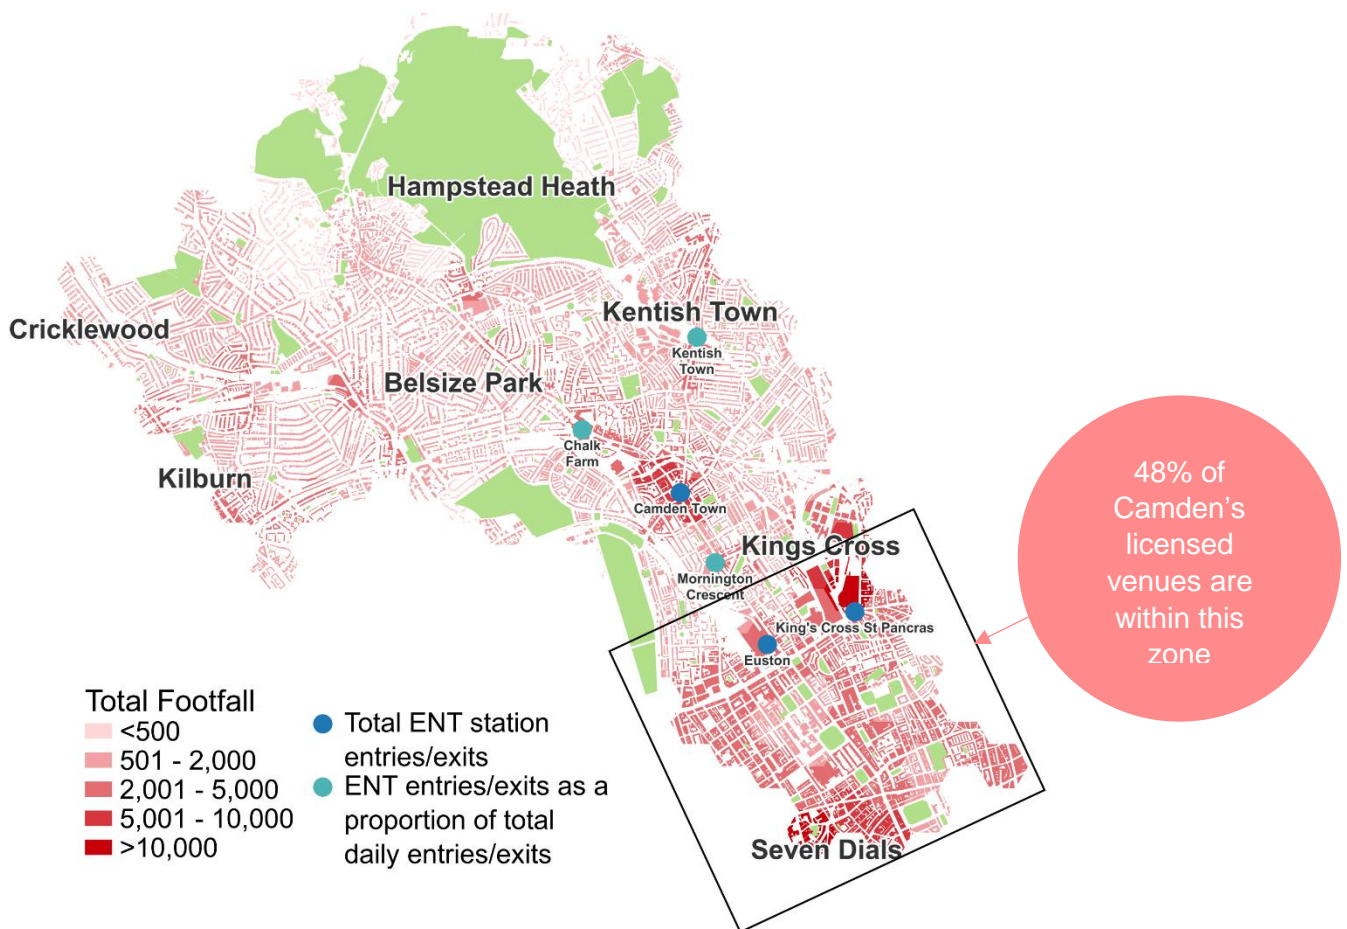 Hampstead Heath
Cricklewood
Kentish Town
Kentish
Town
Belsize Park
Chalk
Farm
Kilburn
Camden Town
Kings Cross
Mornington
Crescent
King's Cross St Pancras
Euston
Seven Dials
48% of
Camden’s
licensed
venues are
within this
zone
Total Footfall
<500
501 - 2,000
2,001 - 5,000
5,001 - 10,000
>10,000
Total ENT station
entries/exits
ENT entries/exits as a
proportion of total
daily entries/exits